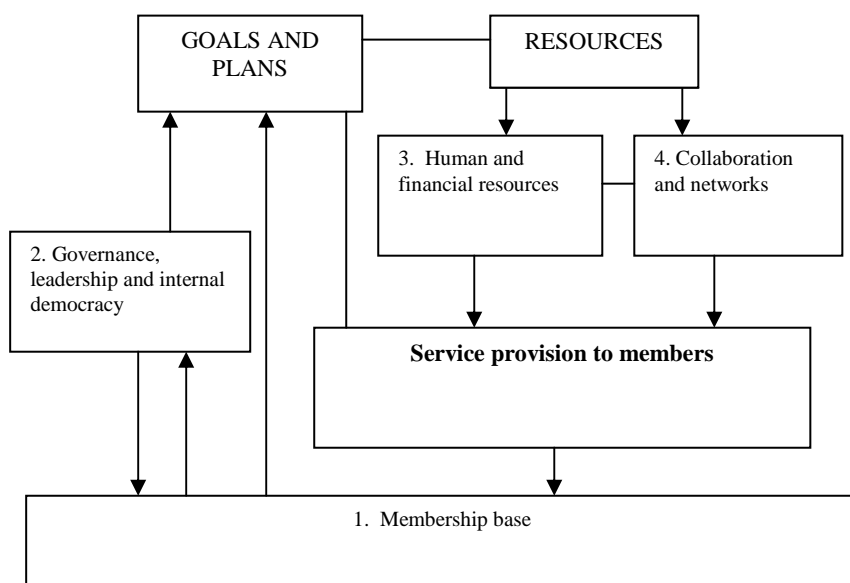 GOALS AND
PLANS
RESOURCES
3. Human and
financial resources
4. Collaboration
and networks
2. Governance,
leadership and internal
democracy
Service provision to members
1. Membership base